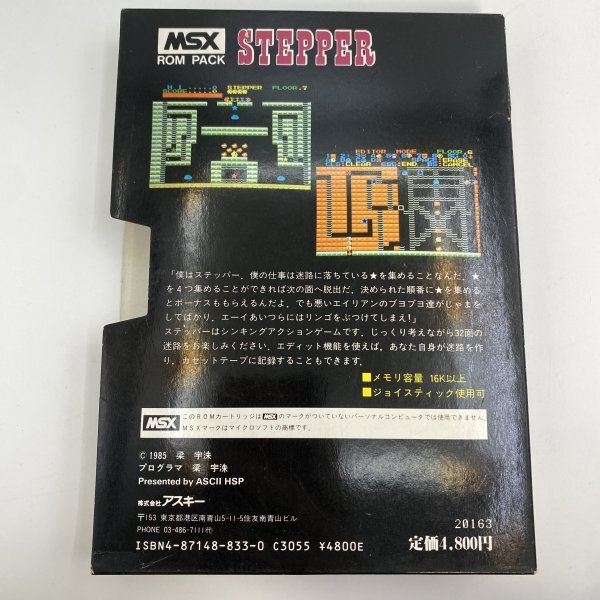 MSX
ROM PACK
STEPPER
H I
0
STEPPER FLOOR.7
SCORE
0
EDITOR MODE FLOOR.6
「僕はステッパー．僕の仕事は迷路に落ちている★を集めることなんだ．★
を４つ集めることができれば次の面へ脱出だ．決められた順番に★を集める
とボーナスももらえるんだよ．でも悪いエイリアンのプヨプヨ達がじゃまを
してばかり．エーイあいつらにはリンゴをぶつけてしまえ！」
ステッパーはシンキングアクションゲームです．じっくり考えながら32面の
迷路をお楽しみください．エディット機能を使えば，あなた自身が迷路を作
り，カセットテープに記録することもできます．
■メモリ容量 16K以上
■ジョイスティック使用可
MSX
このＲＯＭカートリッジはMSXのマークがついていないパーソナルコンピュータでは使用できません．
ＭＳＸマークはマイクロソフトの商標です．
© 1985 梁 宇洙
プログラマ 梁 宇洙
Presented by ASCII HSP
株式会社アスキー
〒153 東京都港区南青山5-11-5住友南青山ビル
PHONE 03-486-7111㈹
20163
ISBN4-87148-833-0 C3055 ¥4800E
定価4,800円